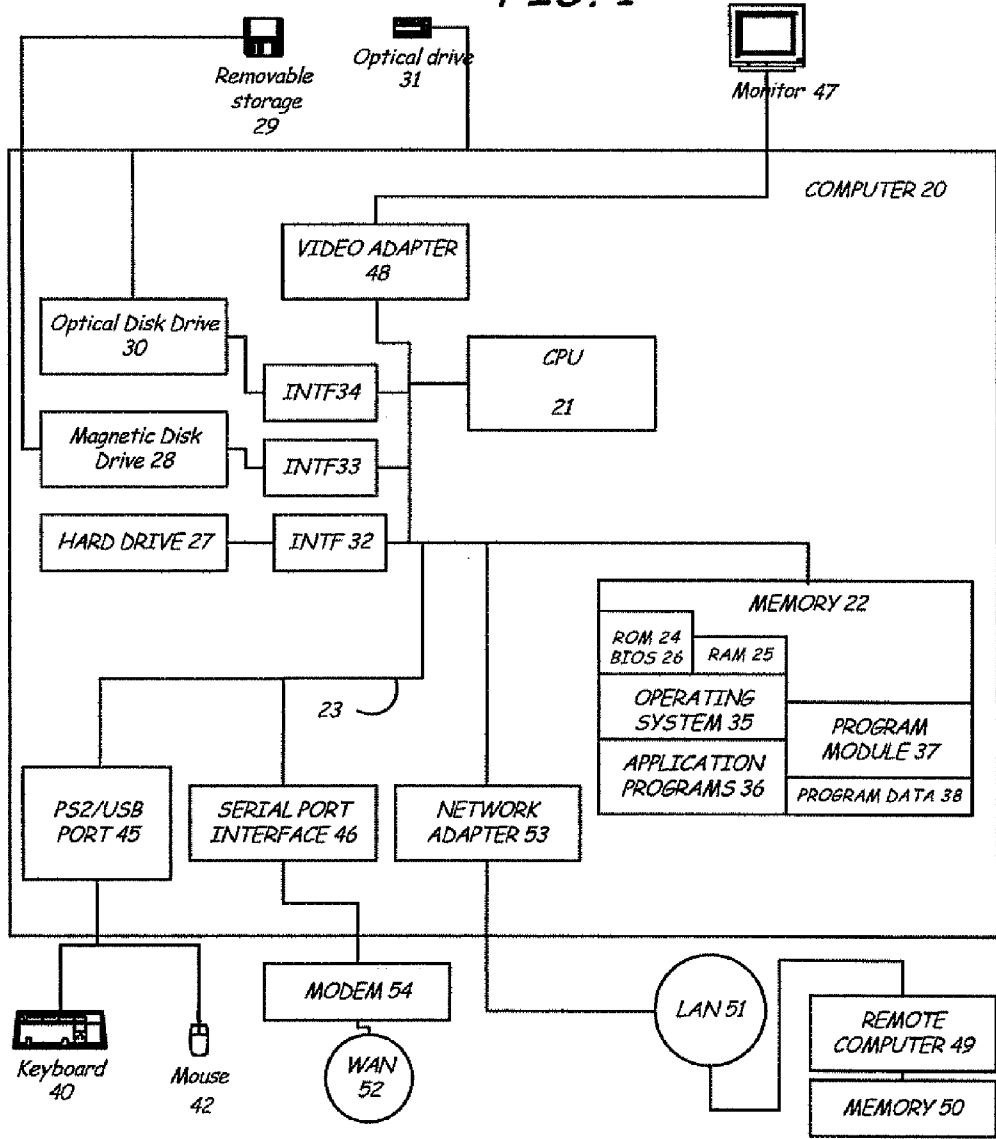 Removable
storage
29
Optical drive
31
Monitor 47
COMPUTER 20
VIDEO ADAPTER
48
Optical Disk Drive
30
INTF34
CPU
21
Magnetic Disk
Drive 28
INTF33
HARD DRIVE 27
INTF 32
MEMORY 22
ROM 24
BIOS 26
RAM 25
OPERATING
SYSTEM 35
PROGRAM
MODULE 37
APPLICATION
PROGRAMS 36
PROGRAM DATA 38
23
PS2/USB
PORT 45
SERIAL PORT
INTERFACE 46
NETWORK
ADAPTER 53
MODEM 54
LAN 51
REMOTE
COMPUTER 49
Keyboard
40
Mouse
42
WAN
52
MEMORY 50